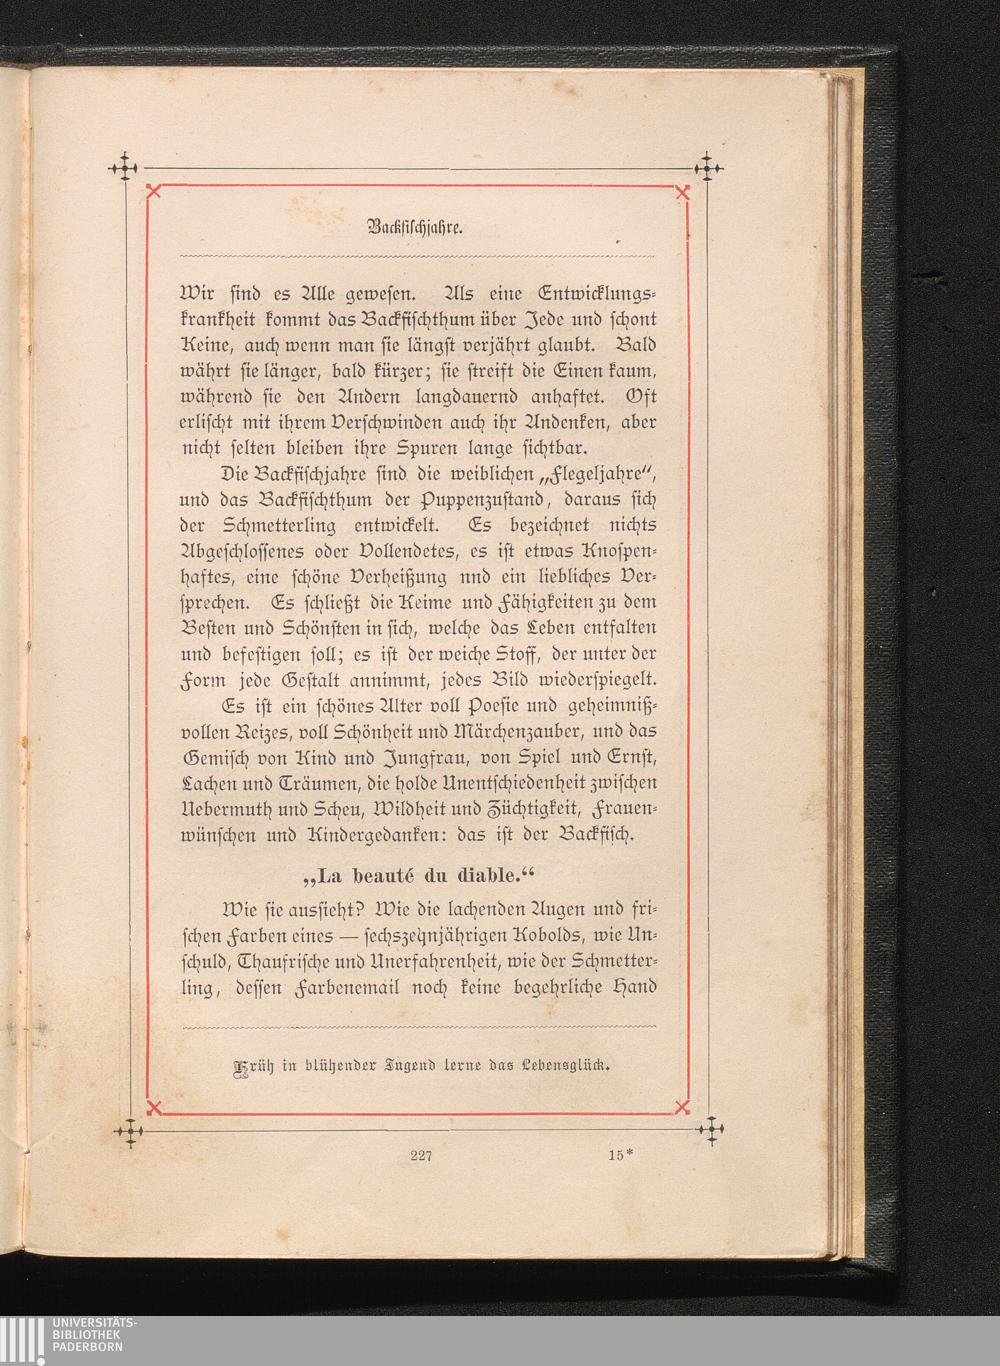 Backfischjahre.
Wir sind es Alle gewesen. Als eine Entwicklungs-
krankheit kommt das Backfischthum über Jede und schont
Keine, auch wenn man sie längst verjährt glaubt. Bald
währt sie länger, bald kürzer; sie streift die Einen kaum,
während sie den Andern langdauernd anhaftet. Oft
erlischt mit ihrem Verschwinden auch ihr Andenken, aber
nicht selten bleiben ihre Spuren lange sichtbar.
Die Backfischjahre sind die weiblichen „Flegeljahre“,
und das Backfischthum der Puppenzustand, daraus sich
der Schmetterling entwickelt. Es bezeichnet nichts
Abgeschlossenes oder Vollendetes, es ist etwas Knospen-
haftes, eine schöne Verheißung nnd ein liebliches Ver-
sprechen. Es schließt die Keime und Fähigkeiten zu dem
Besten und Schönsten in sich, welche das Leben entfalten
und befestigen soll; es ist der weiche Stoff, der unter der
Form jede Gestalt annimmt, jedes Bild wiederspiegelt.
Es ist ein schönes Alter voll Poesie und geheimniß-
vollen Reizes, voll Schönheit und Märchenzauber, und das
Gemisch von Kind und Jungfrau, von Spiel und Ernst,
Lachen und Träumen, die holde Unentschiedenheit zwischen
Uebermuth und Scheu, Wildheit und Züchtigkeit, Frauen-
wünschen und Kindergedanken: das ist der Backfisch.
„La beauté du diable.“
Wie sie aussieht? Wie die lachenden Augen und fri-
schen Farben eines — sechszehnjährigen Kobolds, wie Un-
schuld, Thaufrische und Unerfahrenheit, wie der Schmetter-
ling, dessen Farbenemail noch keine begehrliche Hand
Früh in blühender Jugend lerne das Lebensglück.
227 15*
UNIVERSITÄTS-
BIBLIOTHEK
PADERBORN